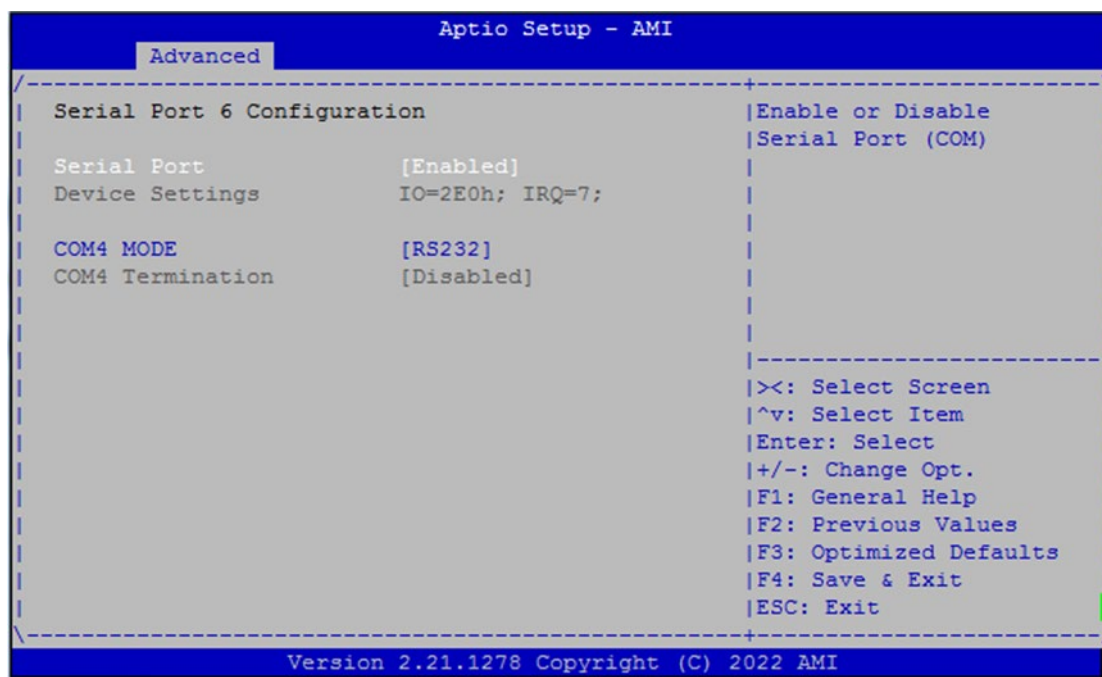 Aptio Setup - AMI
Advanced
Serial Port 6 Configuration
Serial Port [Enabled]
Device Settings IO=2E0h; IRQ=7;
COM4 MODE [RS232]
COM4 Termination [Disabled]
Enable or Disable
Serial Port (COM)
><: Select Screen
^v: Select Item
Enter: Select
+/-: Change Opt.
F1: General Help
F2: Previous Values
F3: Optimized Defaults
F4: Save & Exit
ESC: Exit
Version 2.21.1278 Copyright (C) 2022 AMI